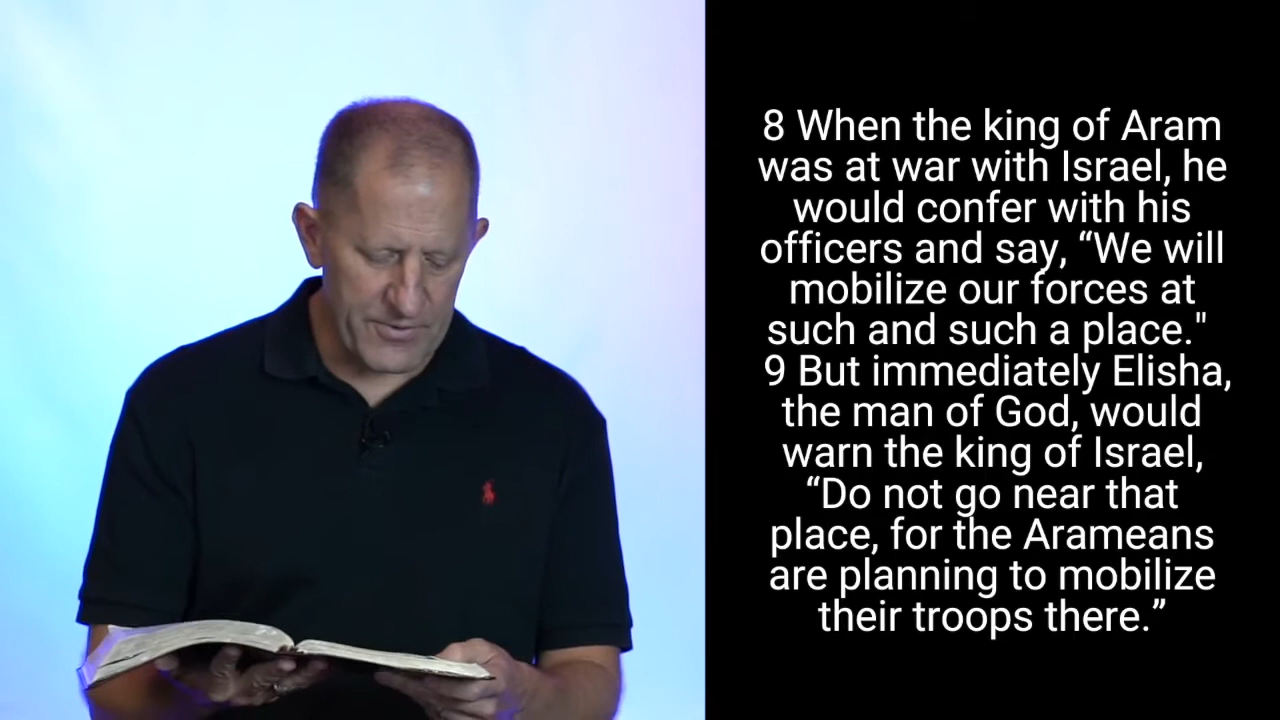 8 When the king of Aram
was at war with Israel, he
would confer with his
officers and say, “We will
mobilize our forces at
such and such a place."
9 But immediately Elisha,
the man of God, would
warn the king of Israel,
“Do not go near that
place, for the Arameans
are planning to mobilize
their troops there.”